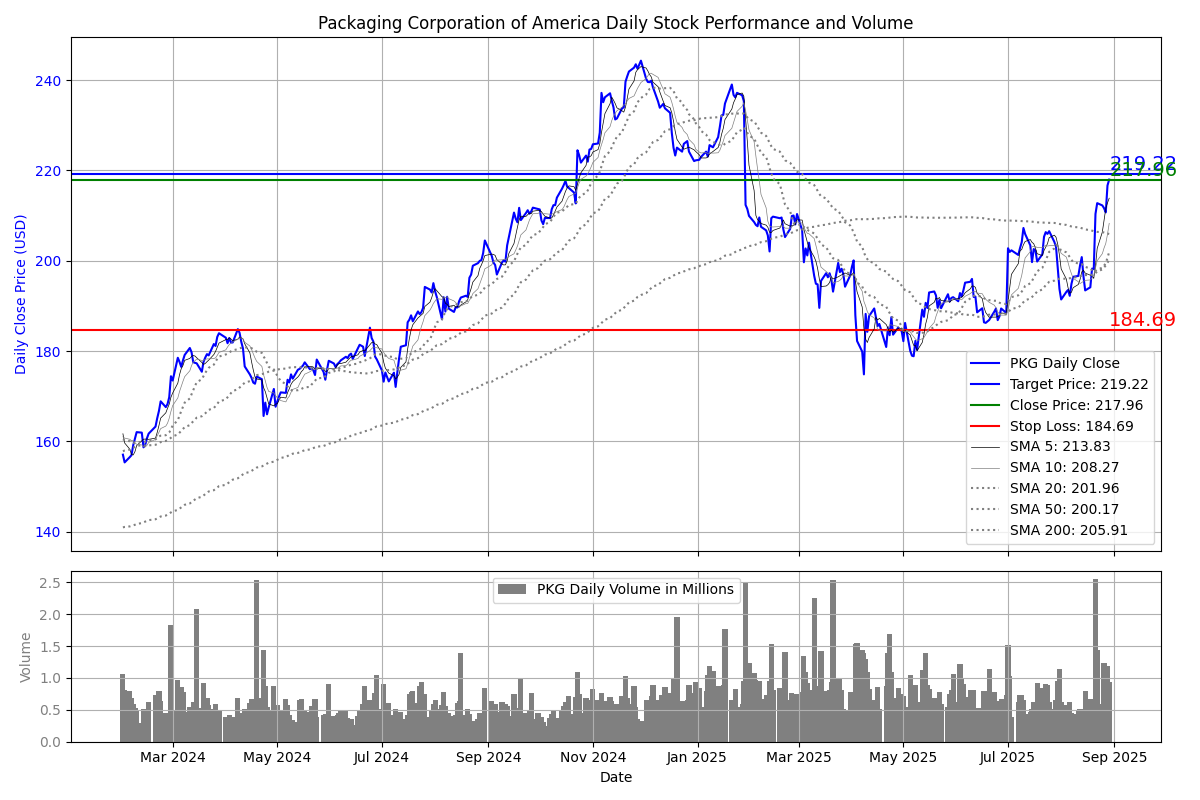 Packaging Corporation of America Daily Stock Performance and Volume
Daily Close Price (USD)
240
220
200
180
160
140
219.22
217.96
184.69
PKG Daily Close
Target Price: 219.22
Close Price: 217.96
Stop Loss: 184.69
SMA 5: 213.83
SMA 10: 208.27
SMA 20: 201.96
SMA 50: 200.17
SMA 200: 205.91
Volume
2.5
2.0
1.5
1.0
0.5
0.0
PKG Daily Volume in Millions
Mar 2024 May 2024 Jul 2024 Sep 2024 Nov 2024 Jan 2025 Mar 2025 May 2025 Jul 2025 Sep 2025
Date